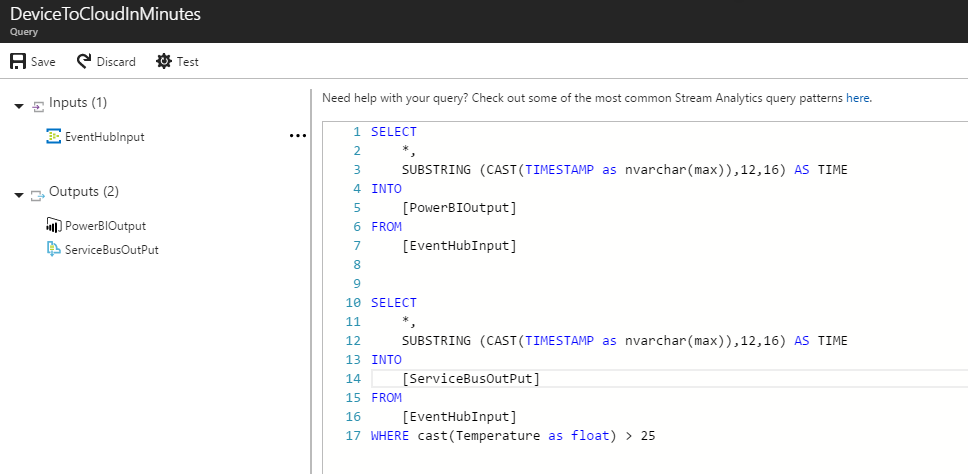 DeviceToCloudInMinutes
Query
Save Discard Test
Inputs (1)
EventHubInput
Outputs (2)
PowerBIOutput
ServiceBusOutPut
Need help with your query? Check out some of the most common Stream Analytics query patterns here.
1 SELECT
2 *,
3 SUBSTRING (CAST(TIMESTAMP as nvarchar(max)),12,16) AS TIME
4 INTO
5 [PowerBIOutput]
6 FROM
7 [EventHubInput]
8
9
10 SELECT
11 *,
12 SUBSTRING (CAST(TIMESTAMP as nvarchar(max)),12,16) AS TIME
13 INTO
14 [ServiceBusOutPut]
15 FROM
16 [EventHubInput]
17 WHERE cast(Temperature as float) > 25